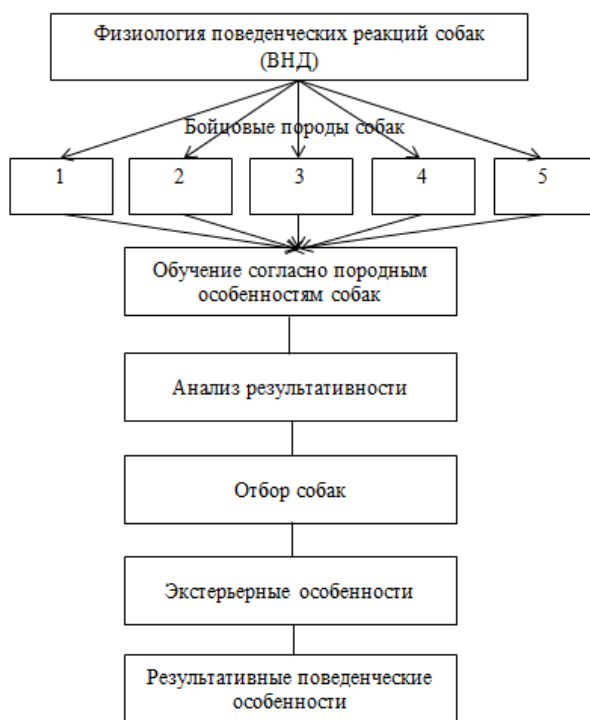 Физиология поведенческих реакций собак
(ВНД)
Бойцовые породы собак
1 2 3 4 5
Обучение согласно породным
особенностям собак
Анализ результативности
Отбор собак
Экстерьерные особенности
Результативные поведенческие
особенности